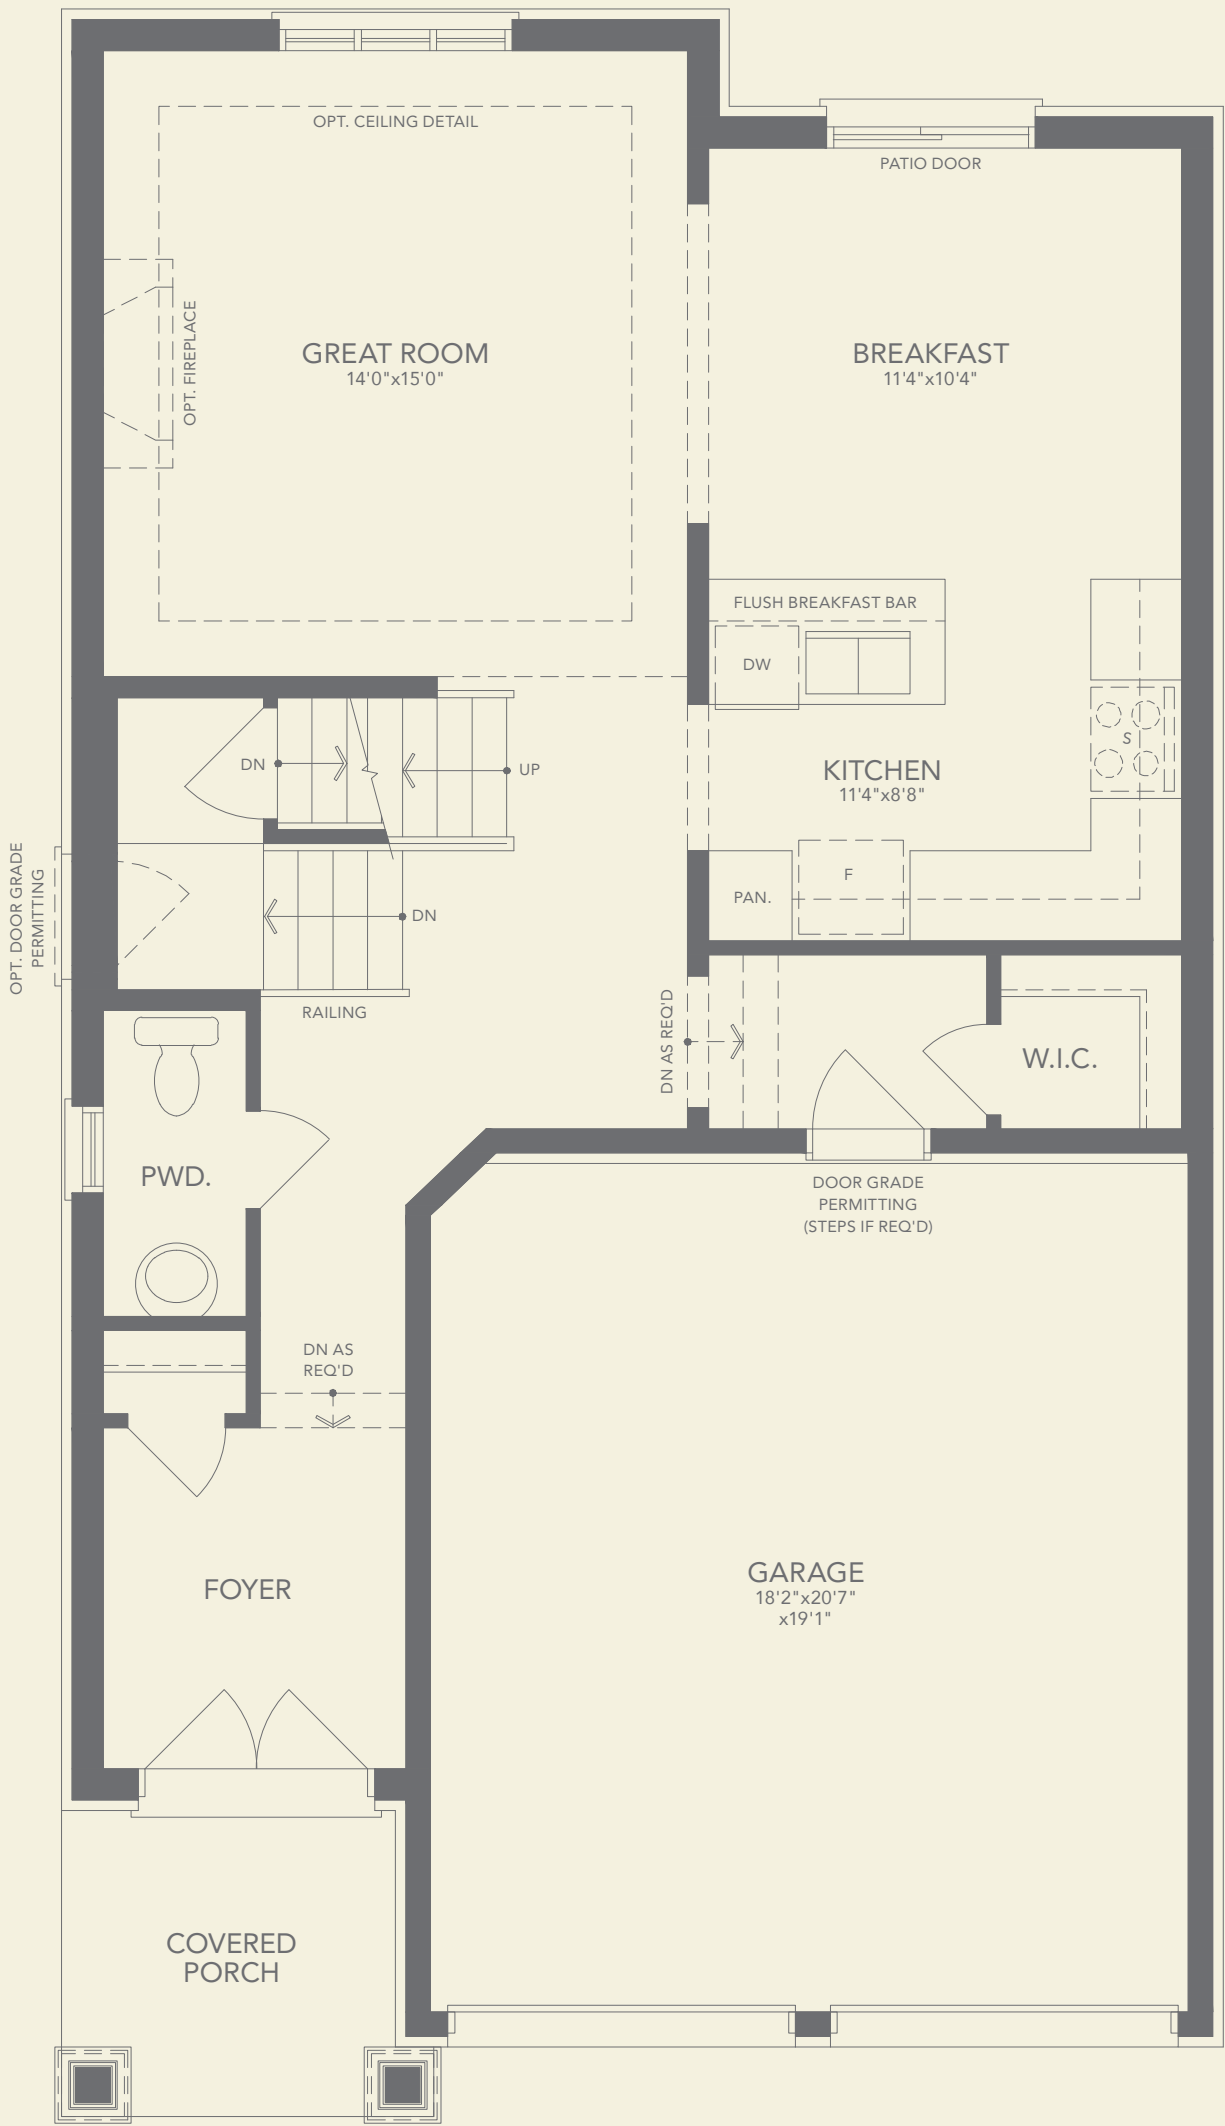 OPT. CEILING DETAIL
PATIO DOOR
OPT. FIREPLACE
GREAT ROOM
14'0"x15'0"
BREAKFAST
11'4"x10'4"
FLUSH BREAKFAST BAR
DW
S
DN
UP
KITCHEN
11'4"x8'8"
OPT. DOOR GRADE
PERMITTING
F
PAN.
DN
RAILING
DN AS REQ'D
W.I.C.
PWD.
DOOR GRADE
PERMITTING
(STEPS IF REQ'D)
DN AS
REQ'D
FOYER
GARAGE
18'2"x20'7"
x19'1"
COVERED
PORCH